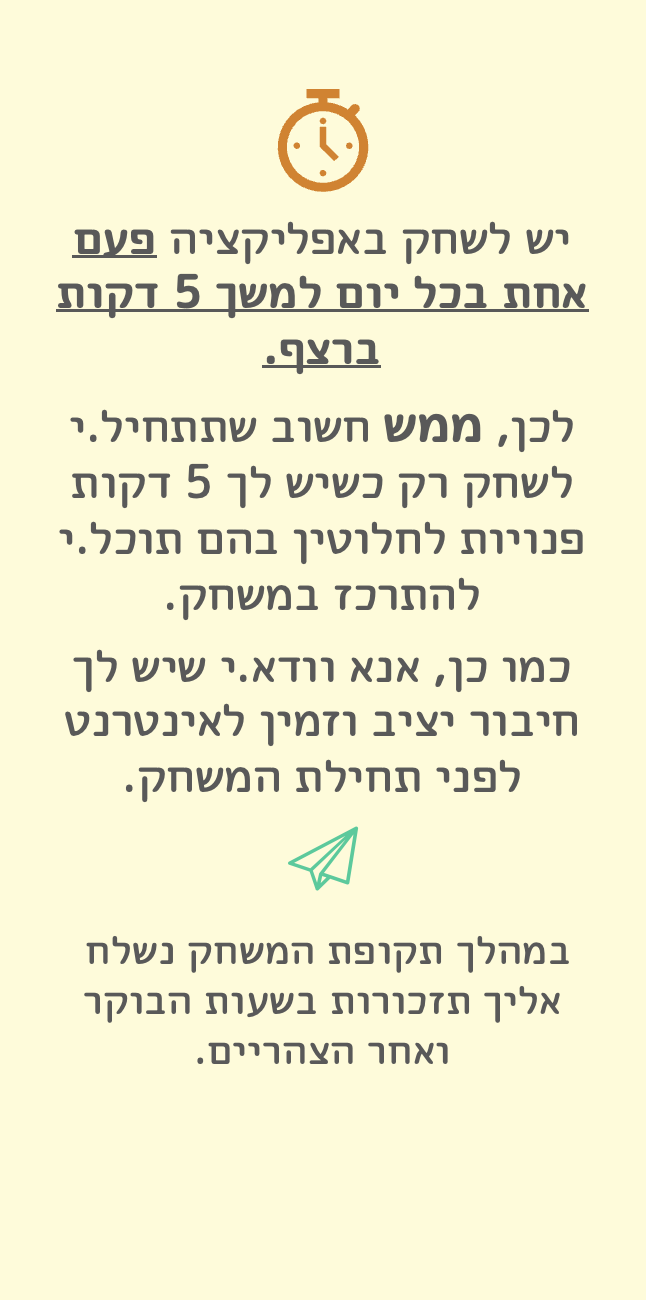 יש לשחק באפליקציה פעם
אחת בכל יום למשך 5 דקות
ברצף.
לכן, ממש חשוב שתתחיל.י
לשחק רק כשיש לך 5 דקות
פנויות לחלוטין בהם תוכל.י
להתרכז במשחק.
כמו כן, אנא וודא.י שיש לך
חיבור יציב וזמין לאינטרנט
לפני תחילת המשחק.
במהלך תקופת המשחק נשלח
אליך תזכורות בשעות הבוקר
ואחר הצהריים.